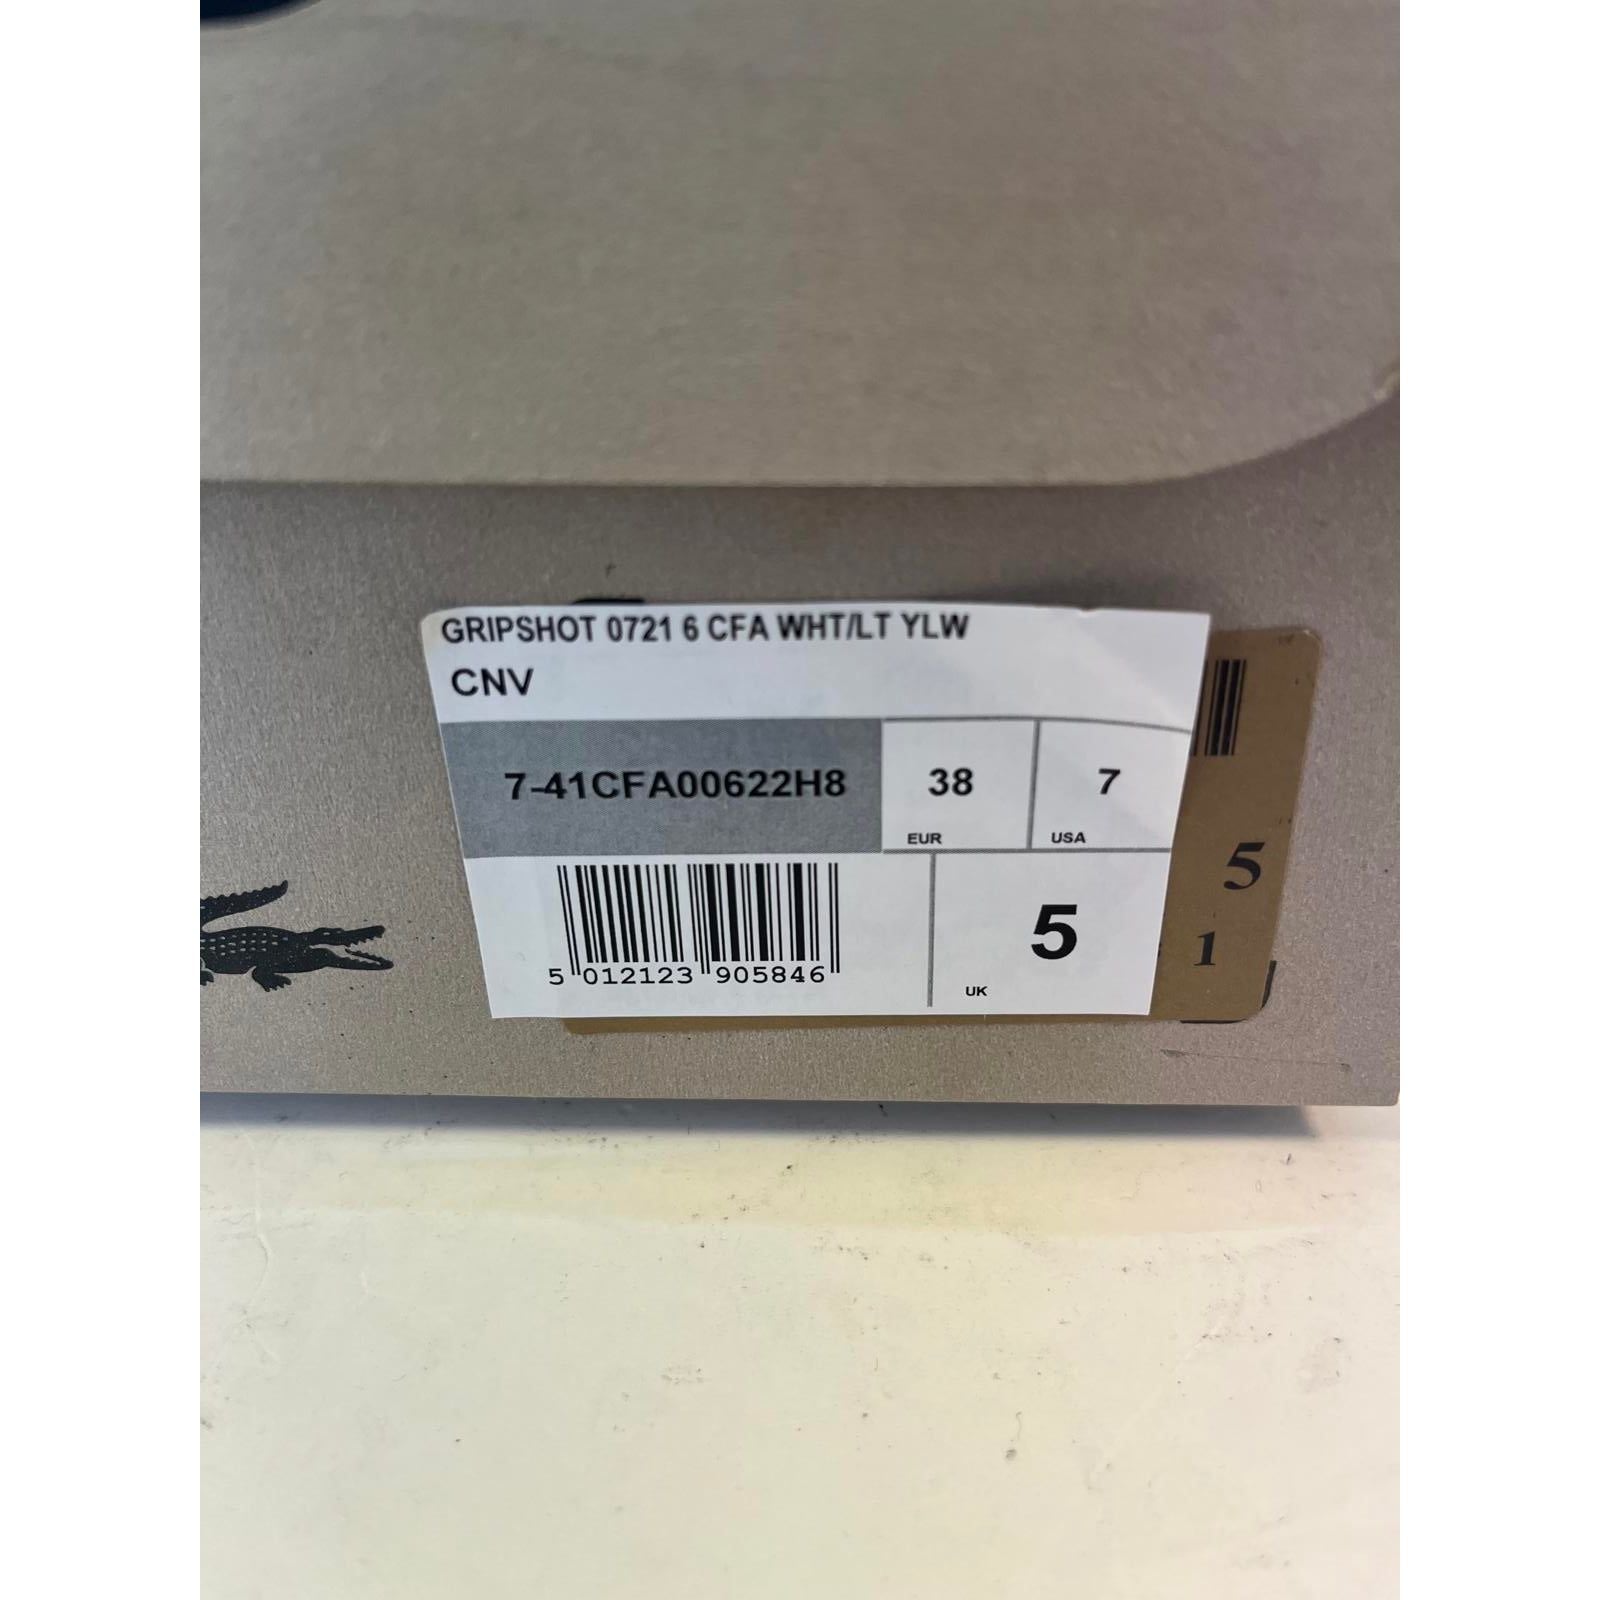 GRIPSHOT 0721 6 CFA WHT/LT YLW
CNV
7-41CFA00622H8
38
EUR
7
USA
5 012123 905846
5
UK
5
1